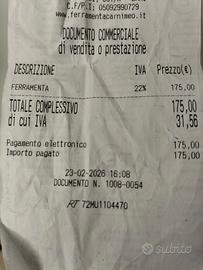 C.F/P.I: 05092990729
www.ferramentacarnimeo.it
DOCUMENTO COMMERCIALE
di vendita o prestazione
DESCRIZIONE IVA Prezzo(€)
FERRAMENTA 22% 175,00
TOTALE COMPLESSIVO 175,00
di cui IVA 31,56
Pagamento elettronico 175,00
Importo pagato 175,00
23-02-2026 16:08
DOCUMENTO N. 1008-0054
RT 72MU1104470
subito